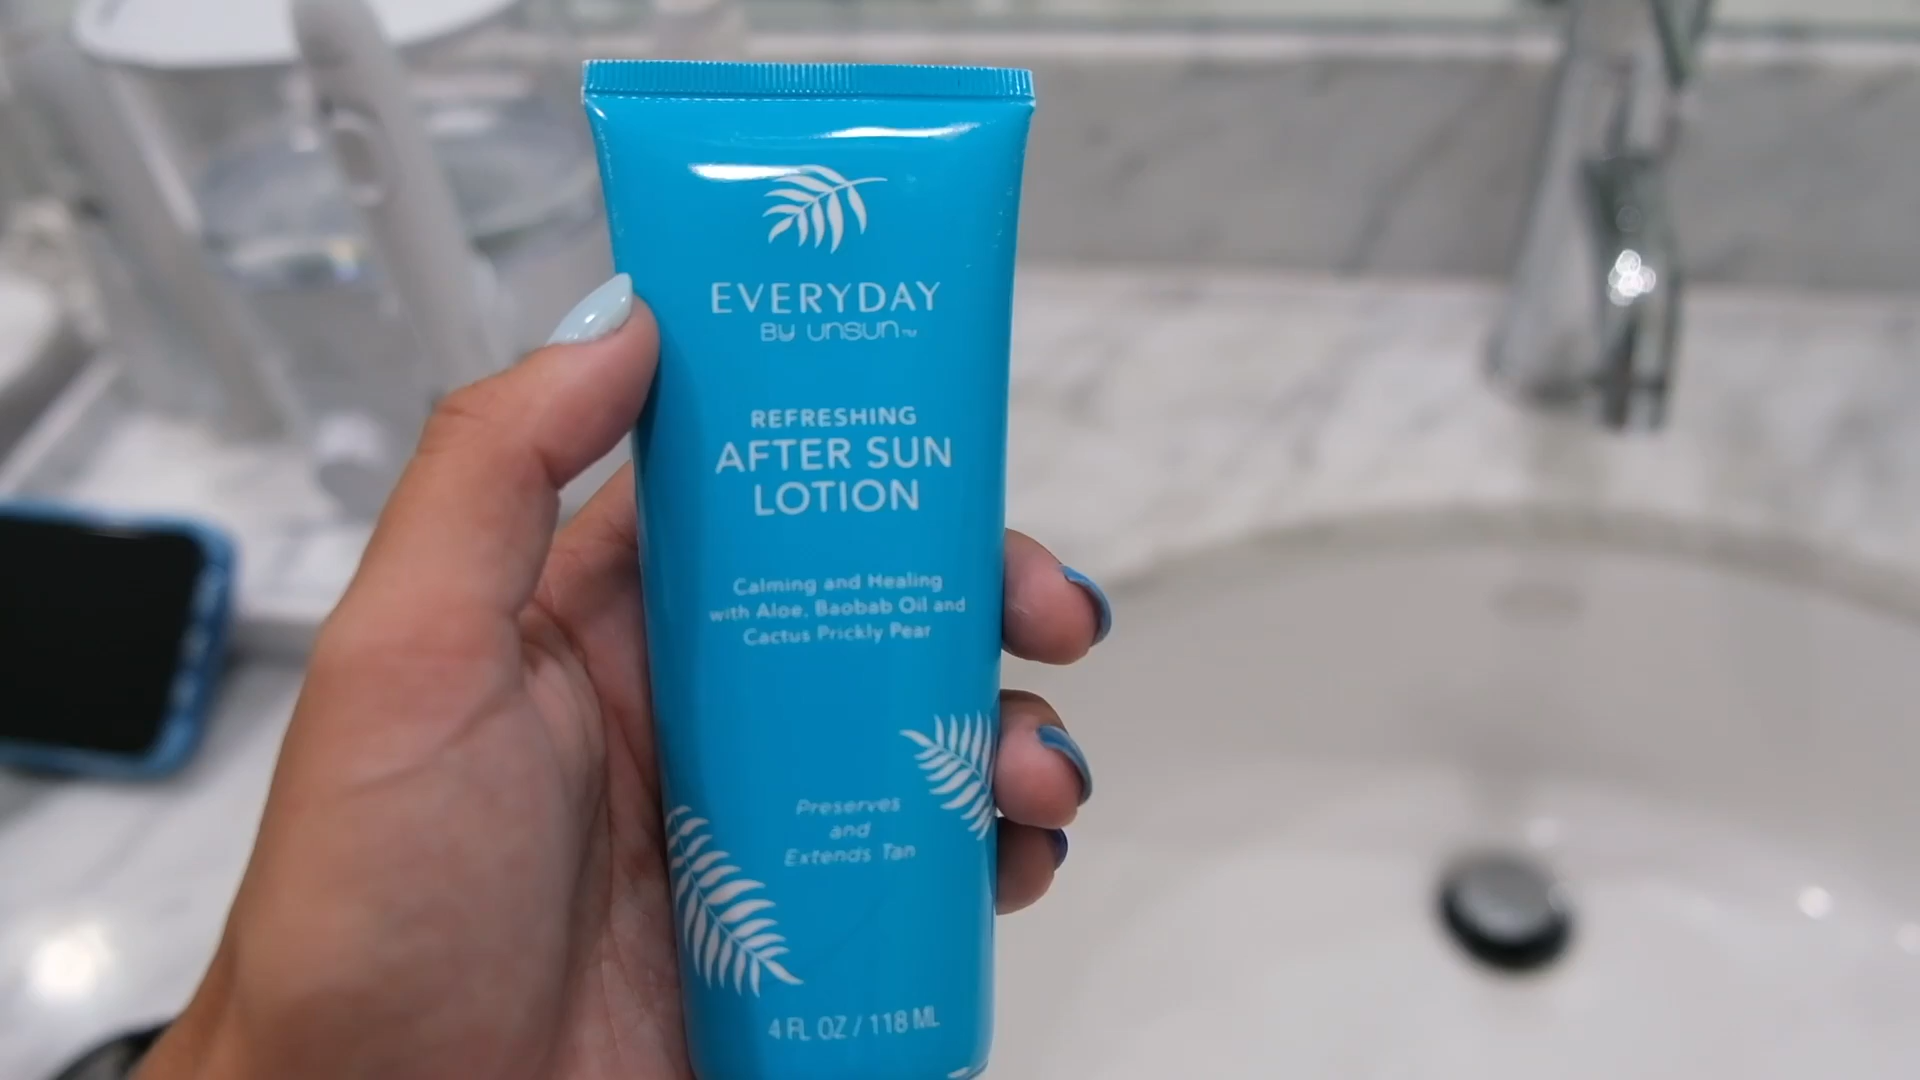 EVERYDAY
BY UNSUN™
REFRESHING
AFTER SUN
LOTION
Calming and Healing
with Aloe, Baobab Oil and
Cactus Prickly Pear
Preserves
and
Extends Tan
4 FL OZ / 118 ML